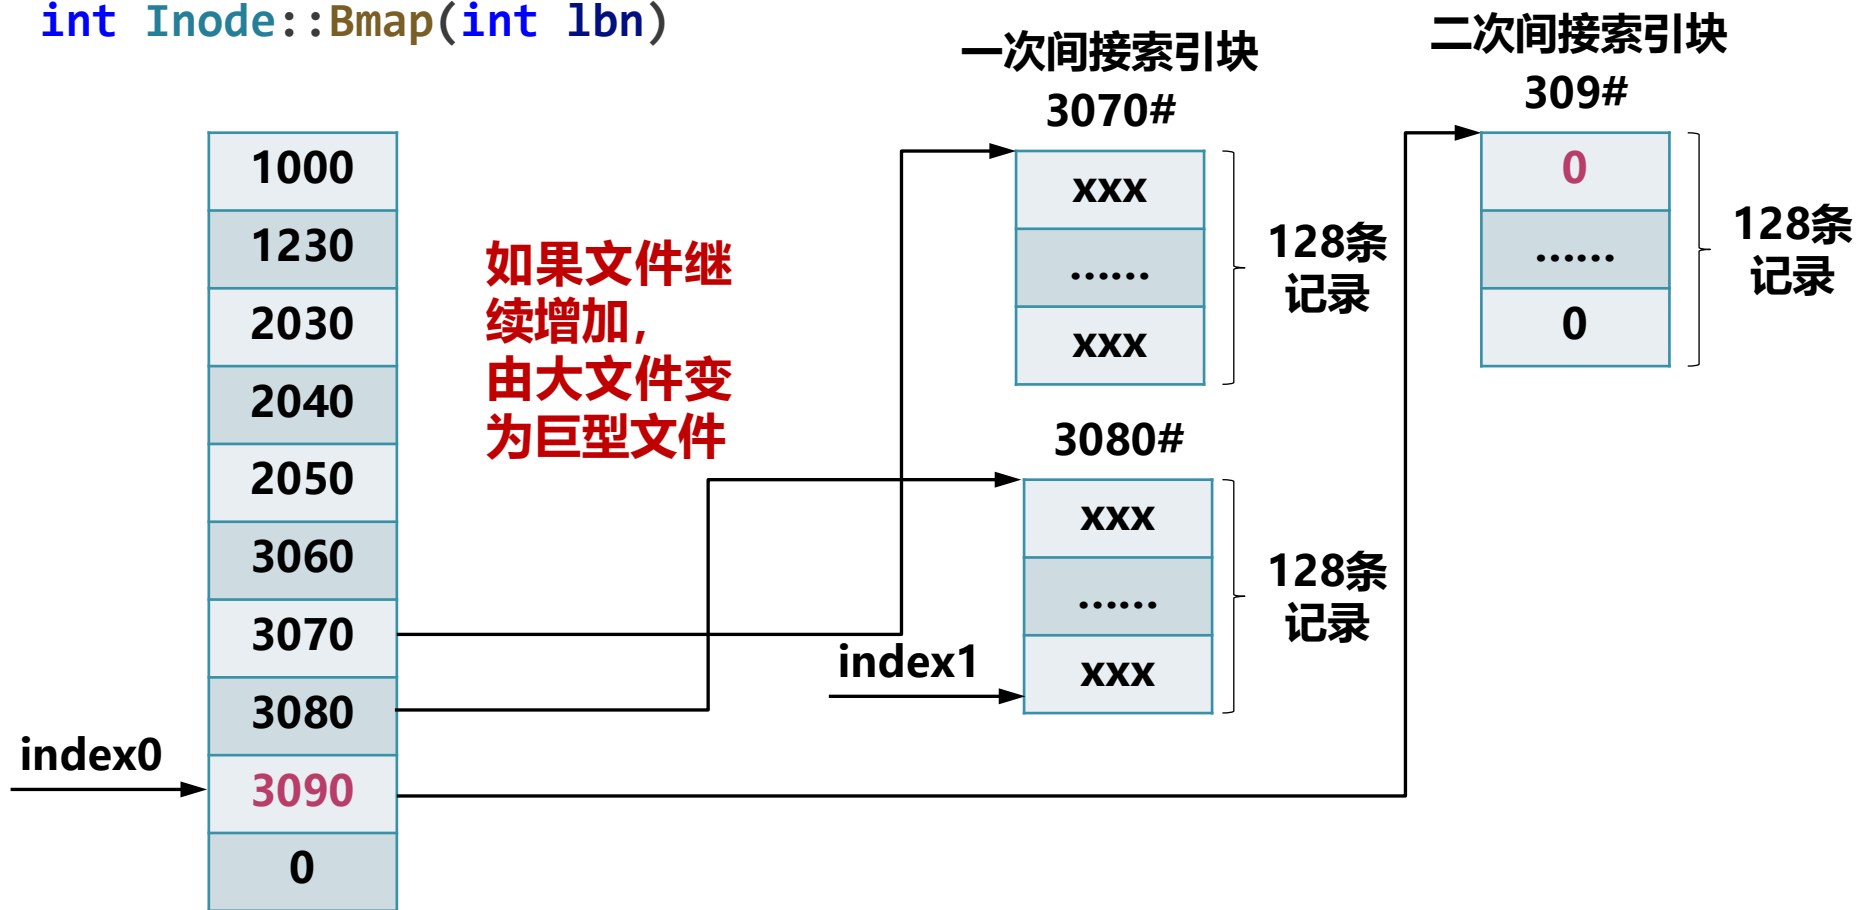 int Inode::Bmap(int lbn)
一次间接索引块
3070#
二次间接索引块
309#
1000
1230
2030
2040
2050
3060
3070
3080
3090
0
index0
如果文件继
续增加，
由大文件变
为巨型文件
xxx
......
xxx
128条
记录
3080#
xxx
......
xxx
index1
128条
记录
0
......
0
128条
记录